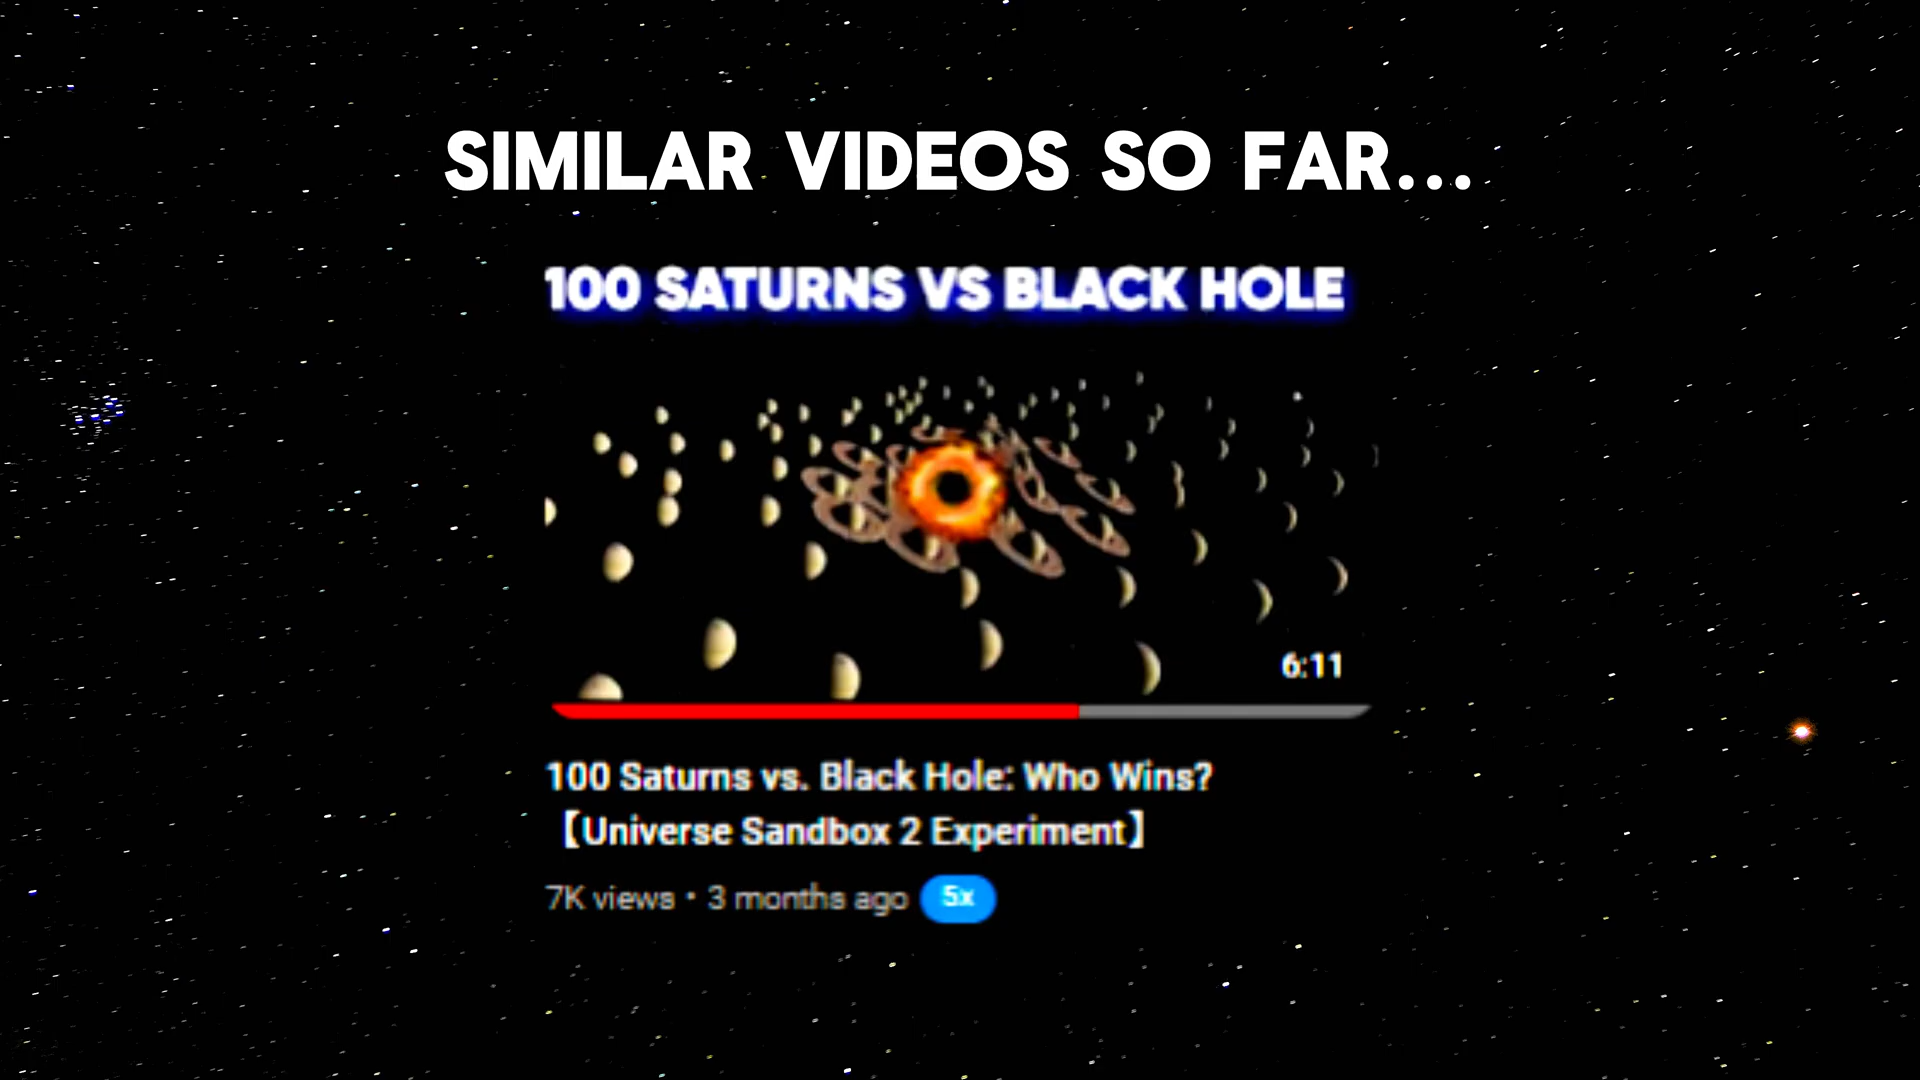 SIMILAR VIDEOS SO FAR...
100 SATURNS VS BLACK HOLE
6:11
100 Saturns vs. Black Hole: Who Wins?
【Universe Sandbox 2 Experiment】
7K views • 3 months ago 5x